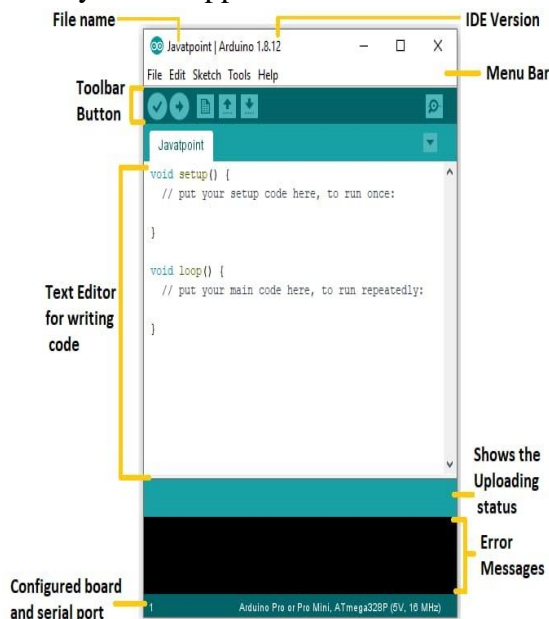 File name
IDE Version
Javatpoint | Arduino 1.8.12
File Edit Sketch Tools Help
Menu Bar
Toolbar
Button
Javatpoint
void setup() {
// put your setup code here, to run once:
}
void loop() {
// put your main code here, to run repeatedly:
}
Text Editor
for writing
code
Shows the
Uploading
status
Error
Messages
Configured board
and serial port
1
Arduino Pro or Pro Mini, ATmega328P (5V, 16 MHz)